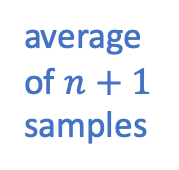 average
of n + 1
samples